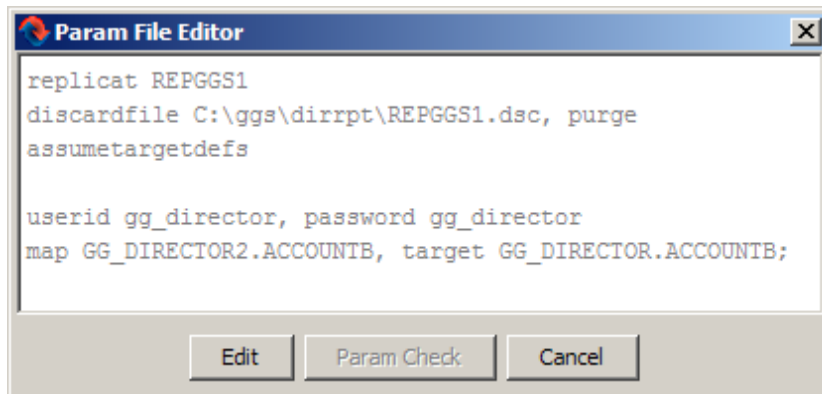 Param File Editor
replicat REPGGS1
discardfile C:\ggs\dirrpt\REPGGS1.dsc, purge
assumetargetdefs
userid gg_director, password gg_director
map GG_DIRECTOR2.ACCOUNTB, target GG_DIRECTOR.ACCOUNTB;
Edit Param Check Cancel